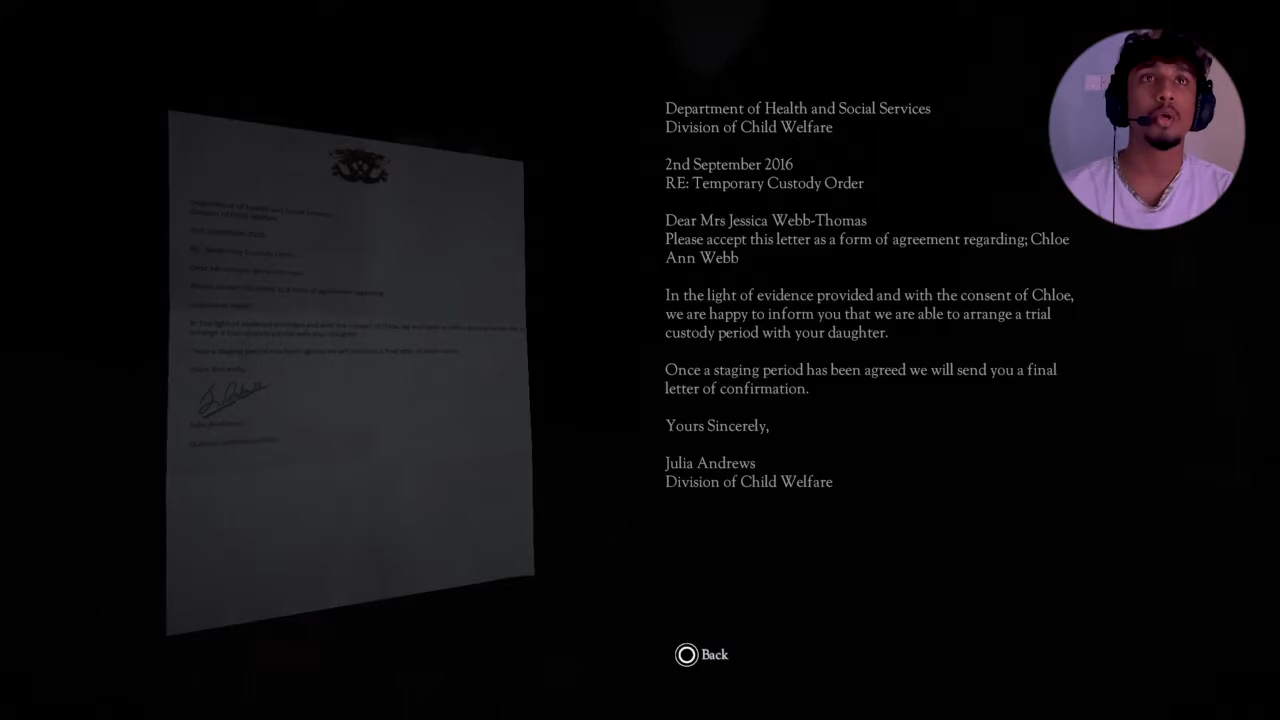 Department of Health and Social Services
Division of Child Welfare
2nd September 2016
RE: Temporary Custody Order
Dear Mrs Jessica Webb-Thomas
Please accept this letter as a form of agreement regarding; Chloe
Ann Webb
In the light of evidence provided and with the consent of Chloe,
we are happy to inform you that we are able to arrange a trial
custody period with your daughter.
Once a staging period has been agreed we will send you a final
letter of confirmation.
Yours Sincerely,
Julia Andrews
Division of Child Welfare
Back